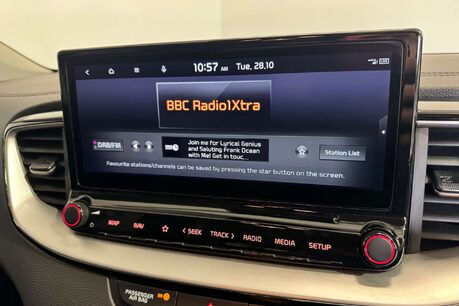 10:57 AM Tue, 28.10
BBC Radio1Xtra
DAB/FM
Join me for Lyrical Genius
and Saluting Frank Ocean
with Me! Get in touch...
Station List
Favourite stations/channels can be saved by pressing the star button on the screen.
MAP NAV ☆ < SEEK TRACK > RADIO MEDIA SETUP
PASSENGER
AIR BAG